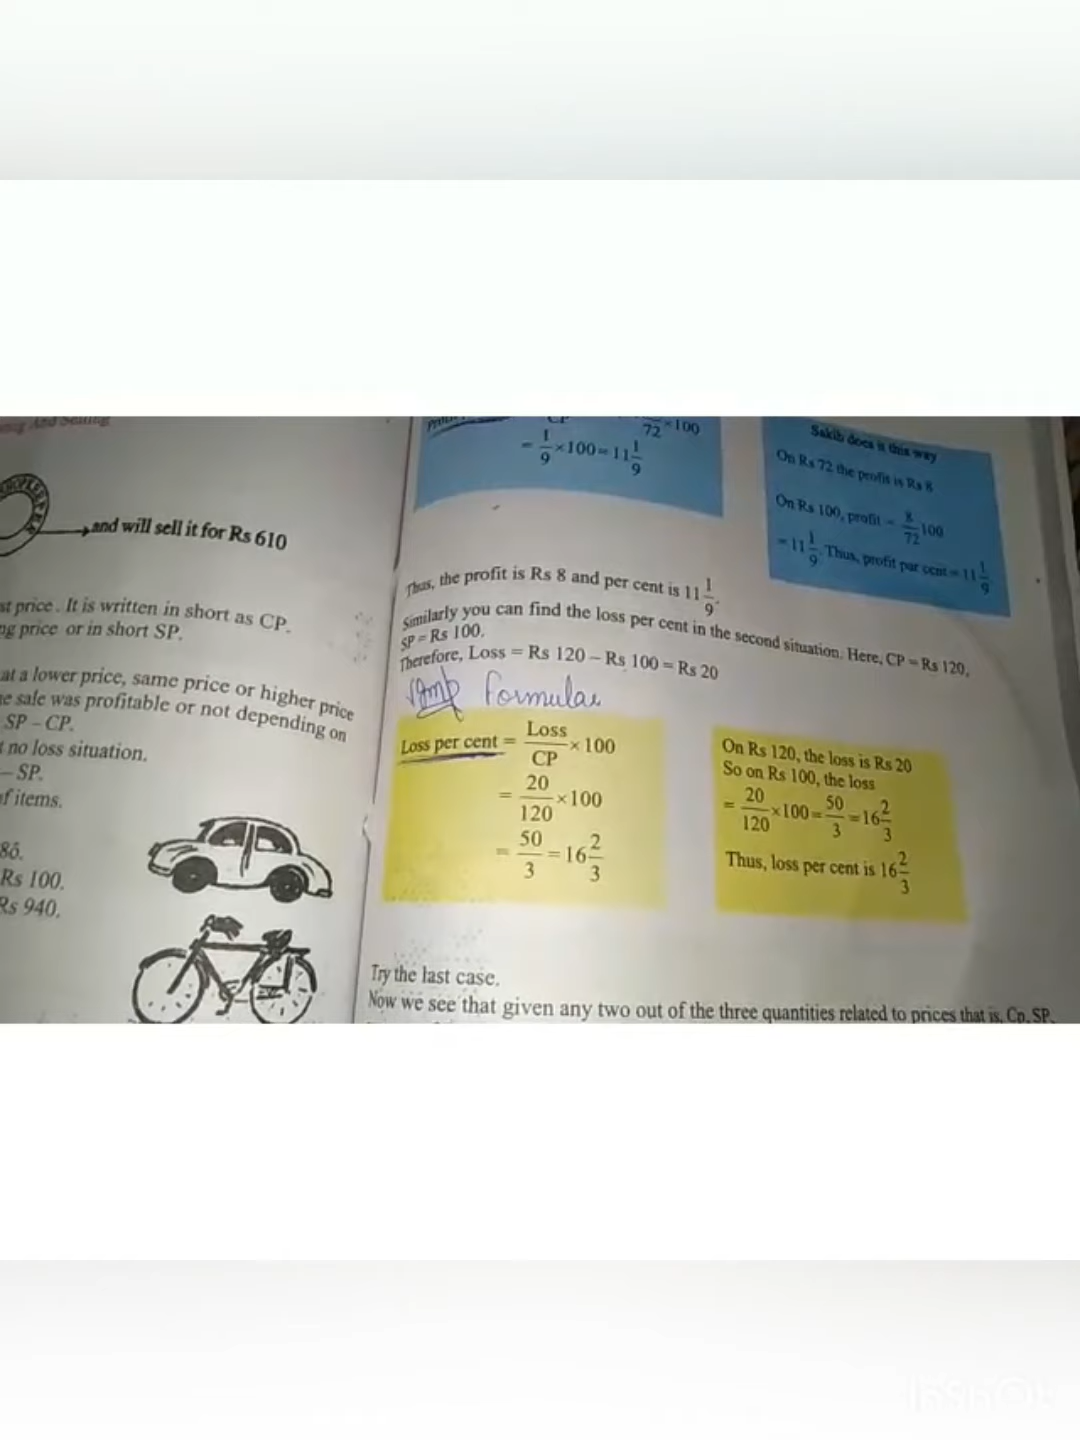 and will sell it for Rs 610
st price. It is written in short as CP.
ng price or in short SP.
at a lower price, same price or higher price
e sale was profitable or not depending on
SP – CP.
t no loss situation.
– SP.
of items.
Rs 100.
Rs 940.
72 ×100
= 1/9 ×100= 11 1/9
Sakib does it this way
On Rs 72 the profit is Rs 8
On Rs 100, profit = 8/72 100
= 11 1/9. Thus, profit par cent = 11 1/9
Thus, the profit is Rs 8 and per cent is 11 1/9.
Similarly you can find the loss per cent in the second situation. Here, CP = Rs 120,
SP = Rs 100.
Therefore, Loss = Rs 120 – Rs 100 = Rs 20
Imp Formulae
Loss per cent = Loss/CP × 100
= 20/120 ×100
= 50/3 = 16 2/3
On Rs 120, the loss is Rs 20
So on Rs 100, the loss
= 20/120 ×100= 50/3 =16 2/3
Thus, loss per cent is 16 2/3
Try the last case.
Now we see that given any two out of the three quantities related to prices that is, Cp, SP,